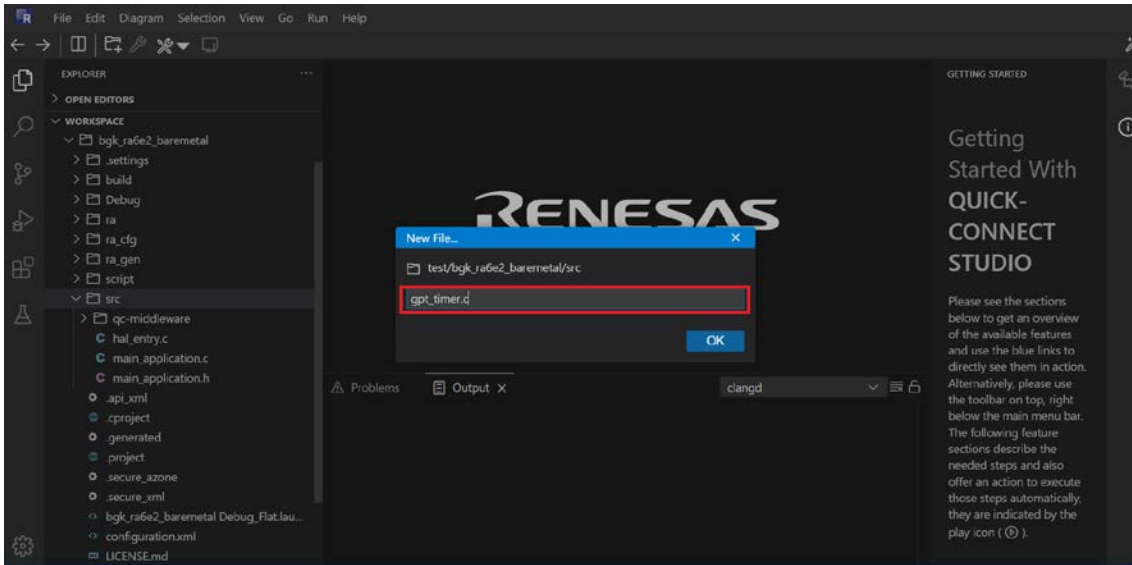 File Edit Diagram Selection View Go Run Help
EXPLORER
OPEN EDITORS
WORKSPACE
bgk_ra6e2_baremetal
.settings
build
Debug
ra
ra_cfg
ra_gen
script
src
qc-middleware
C hal_entry.c
C main_application.c
C main_application.h
.api_xml
.cproject
.generated
.project
.secure_azone
.secure_xml
bgk_ra6e2_baremetal Debug_Flat.lau...
configuration.xml
LICENSE.md
RENESAS
New File...
test/bgk_ra6e2_baremetal/src
gpt_timer.c
OK
Problems
Output
clangd
GETTING STARTED
Getting
Started With
QUICK-
CONNECT
STUDIO
Please see the sections
below to get an overview
of the available features
and use the blue links to
directly see them in action.
Alternatively, please use
the toolbar on top, right
below the main menu bar.
The following feature
sections describe the
needed steps and also
offer an action to execute
those steps automatically,
they are indicated by the
play icon ( ).